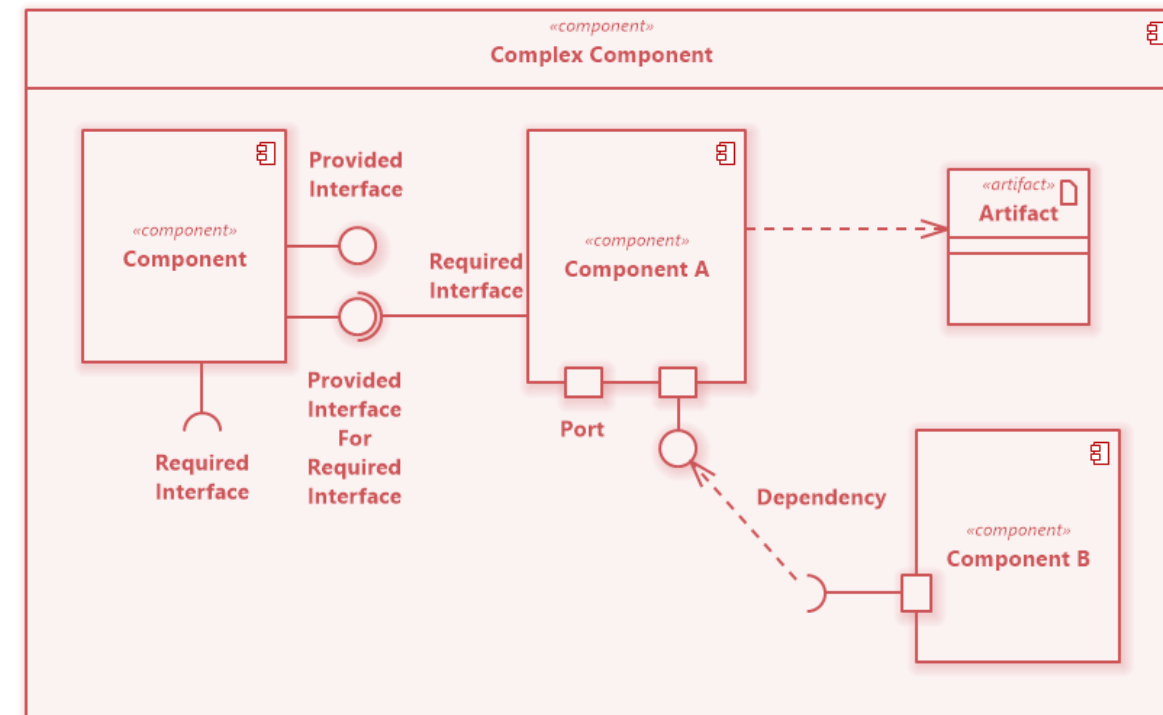 «component»
Complex Component
«component»
Component
Provided
Interface
Required
Interface
Provided
Interface
For
Required
Interface
Required
Interface
«component»
Component A
Port
«artifact»
Artifact
Dependency
«component»
Component B